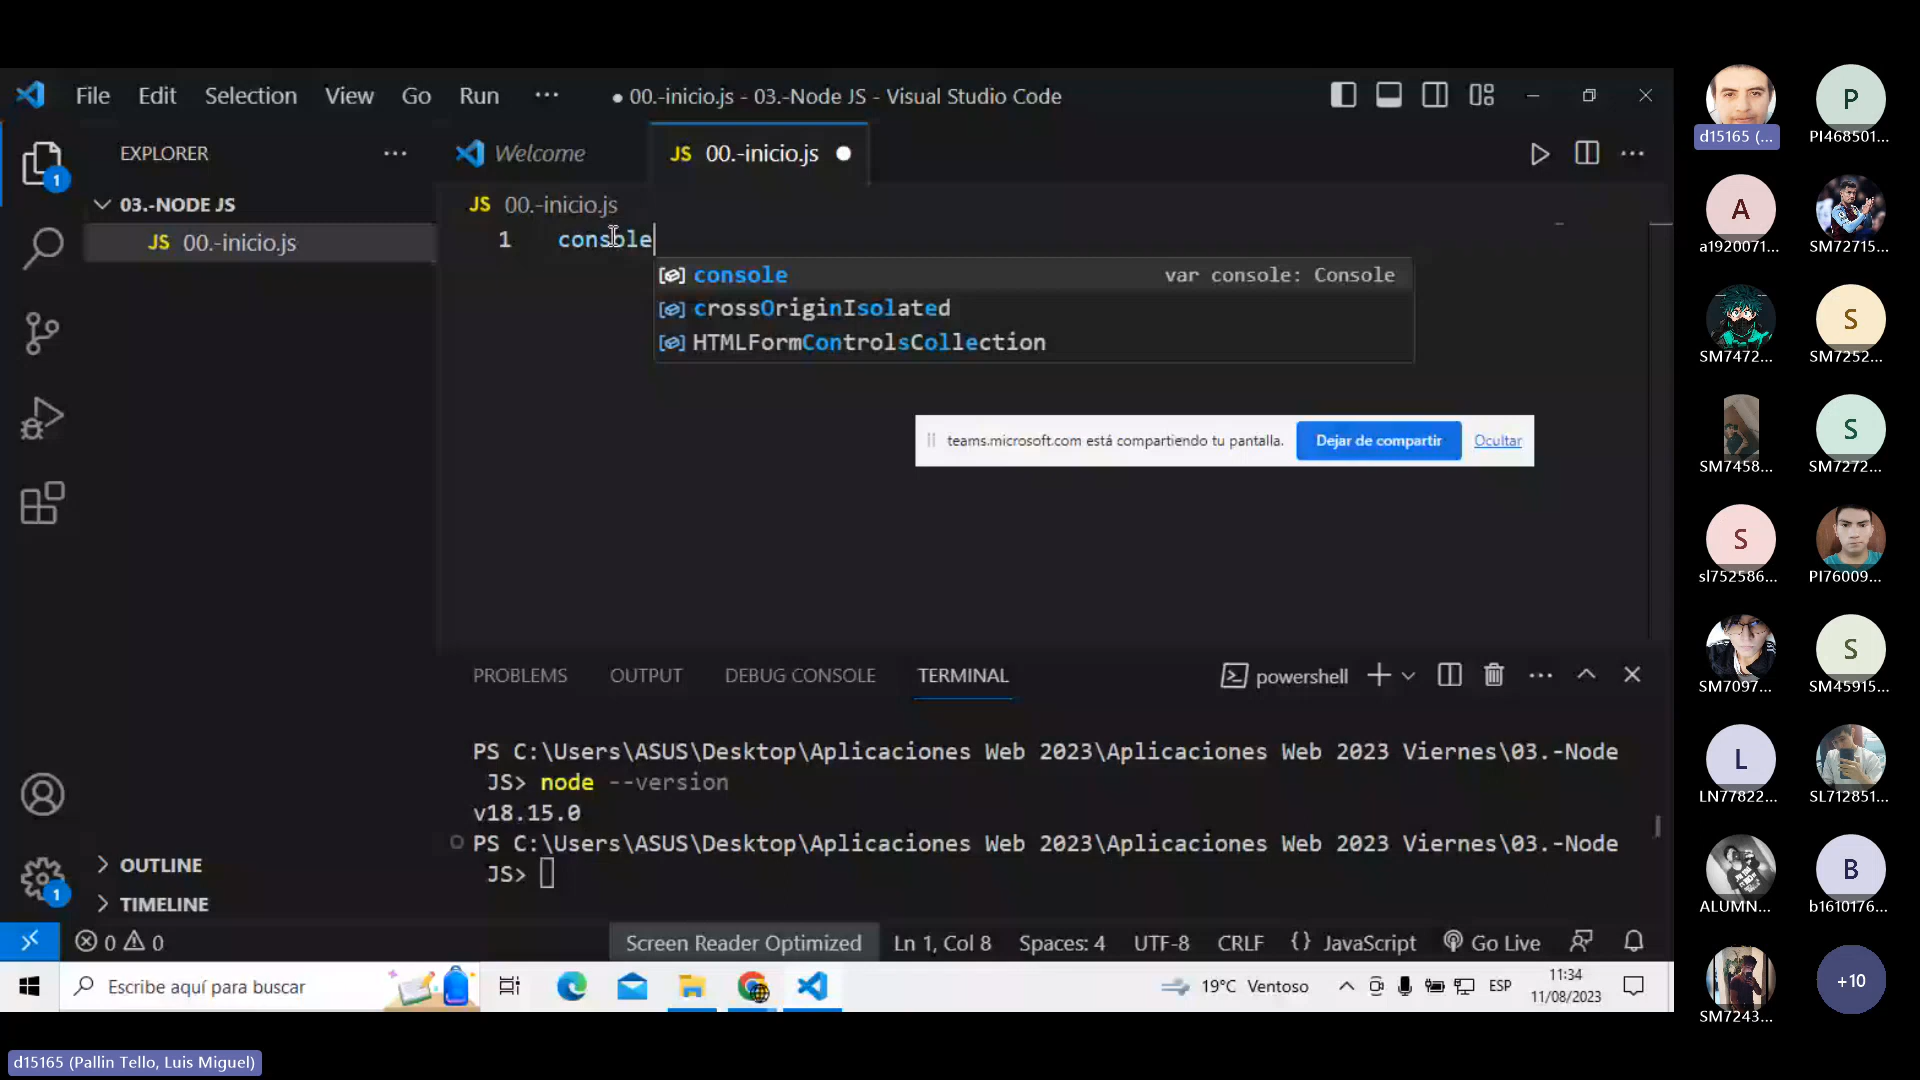 File Edit Selection View Go Run ··· ● 00.-inicio.js - 03.-Node JS - Visual Studio Code
EXPLORER ···
Welcome
JS 00.-inicio.js ●
03.-NODE JS
JS 00.-inicio.js
JS 00.-inicio.js
1 console
console var console: Console
crossOriginIsolated
HTMLFormControlsCollection
teams.microsoft.com está compartiendo tu pantalla. Dejar de compartir Ocultar
PROBLEMS OUTPUT DEBUG CONSOLE TERMINAL powershell
PS C:\Users\ASUS\Desktop\Aplicaciones Web 2023\Aplicaciones Web 2023 Viernes\03.-Node
JS> node --version
v18.15.0
PS C:\Users\ASUS\Desktop\Aplicaciones Web 2023\Aplicaciones Web 2023 Viernes\03.-Node
JS>
1
1
OUTLINE
TIMELINE
0 0 Screen Reader Optimized Ln 1, Col 8 Spaces: 4 UTF-8 CRLF {} JavaScript Go Live
Escribe aquí para buscar
19°C Ventoso ESP
11:34
11/08/2023
P
d15165 (...
PI468501...
A
a1920071...
SM72715...
S
SM7472...
SM7252...
S
SM7458...
SM7272...
S
sl752586...
PI76009...
S
SM7097...
SM45915...
L
LN77822...
SL712851...
B
ALUMN...
b1610176...
+10
SM7243...
d15165 (Pallin Tello, Luis Miguel)